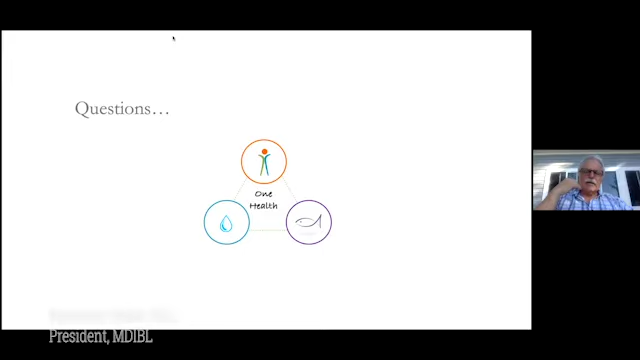 Questions…
One
Health
President, MDIBL